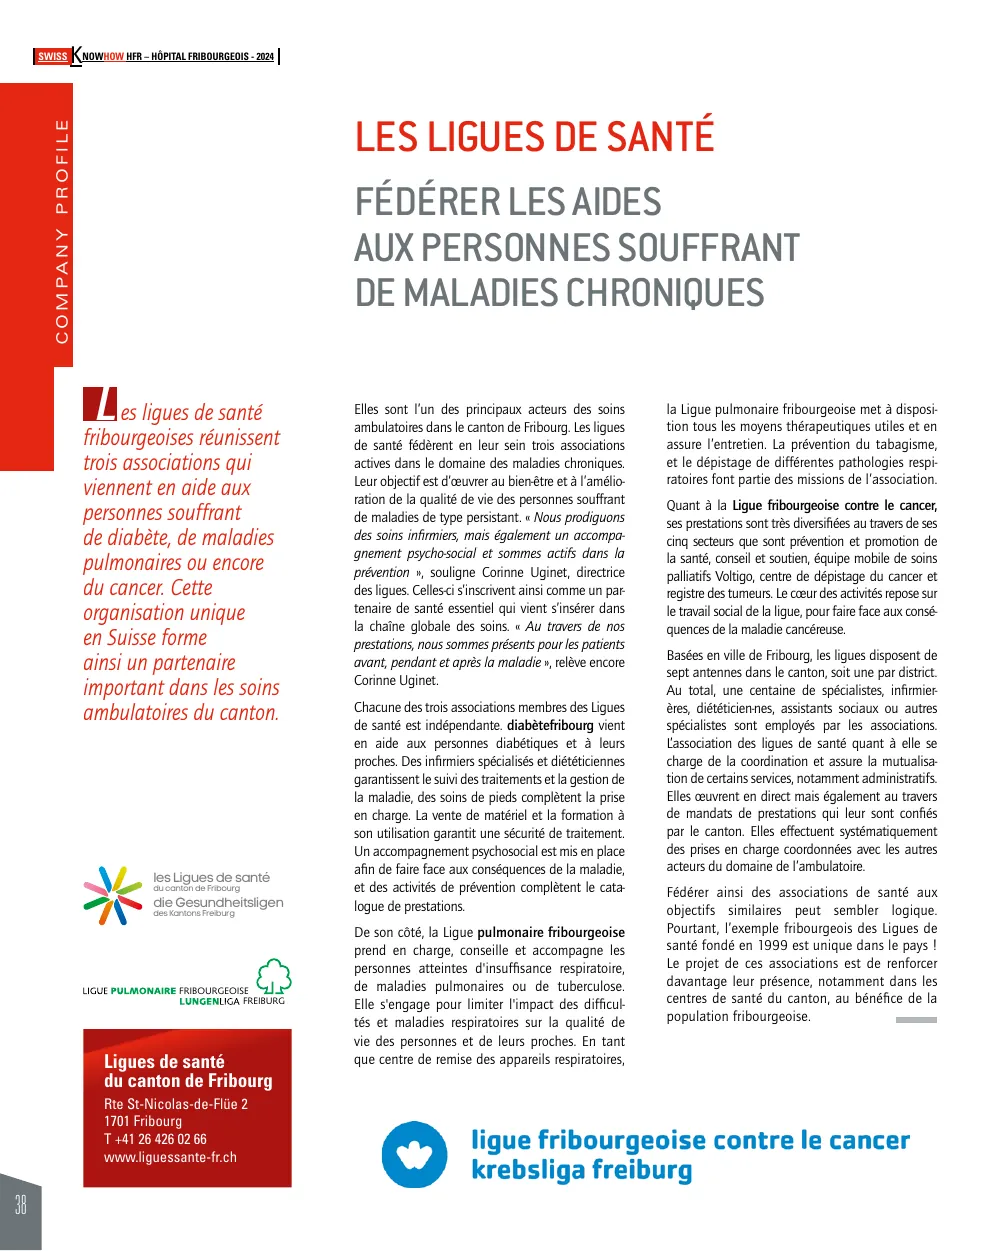 SWISS KNOWHOW HFR – HÔPITAL FRIBOURGEOIS - 2024
COMPANY PROFILE
LES LIGUES DE SANTÉ
FÉDÉRER LES AIDES
AUX PERSONNES SOUFFRANT
DE MALADIES CHRONIQUES
Les ligues de santé
fribourgeoises réunissent
trois associations qui
viennent en aide aux
personnes souffrant
de diabète, de maladies
pulmonaires ou encore
du cancer. Cette
organisation unique
en Suisse forme
ainsi un partenaire
important dans les soins
ambulatoires du canton.
les Ligues de santé
du canton de Fribourg
die Gesundheitsligen
des Kantons Freiburg
LIGUE PULMONAIRE FRIBOURGEOISE
LUNGENLIGA FREIBURG
Ligues de santé
du canton de Fribourg
Rte St-Nicolas-de-Flüe 2
1701 Fribourg
T +41 26 426 02 66
www.liguessante-fr.ch
Elles sont l'un des principaux acteurs des soins
ambulatoires dans le canton de Fribourg. Les ligues
de santé fédèrent en leur sein trois associations
actives dans le domaine des maladies chroniques.
Leur objectif est d'œuvrer au bien-être et à l'amélio-
ration de la qualité de vie des personnes souffrant
de maladies de type persistant. « Nous prodiguons
des soins infirmiers, mais également un accompa-
gnement psycho-social et sommes actifs dans la
prévention », souligne Corinne Uginet, directrice
des ligues. Celles-ci s'inscrivent ainsi comme un par-
tenaire de santé essentiel qui vient s'insérer dans
la chaîne globale des soins. « Au travers de nos
prestations, nous sommes présents pour les patients
avant, pendant et après la maladie », relève encore
Corinne Uginet.
Chacune des trois associations membres des Ligues
de santé est indépendante. diabètefribourg vient
en aide aux personnes diabétiques et à leurs
proches. Des infirmiers spécialisés et diététiciennes
garantissent le suivi des traitements et la gestion de
la maladie, des soins de pieds complètent la prise
en charge. La vente de matériel et la formation à
son utilisation garantit une sécurité de traitement.
Un accompagnement psychosocial est mis en place
afin de faire face aux conséquences de la maladie,
et des activités de prévention complètent le cata-
logue de prestations.
De son côté, la Ligue pulmonaire fribourgeoise
prend en charge, conseille et accompagne les
personnes atteintes d'insuffisance respiratoire,
de maladies pulmonaires ou de tuberculose.
Elle s'engage pour limiter l'impact des difficul-
tés et maladies respiratoires sur la qualité de
vie des personnes et de leurs proches. En tant
que centre de remise des appareils respiratoires,
la Ligue pulmonaire fribourgeoise met à disposi-
tion tous les moyens thérapeutiques utiles et en
assure l'entretien. La prévention du tabagisme,
et le dépistage de différentes pathologies respi-
ratoires font partie des missions de l'association.
Quant à la Ligue fribourgeoise contre le cancer,
ses prestations sont très diversifiées au travers de ses
cinq secteurs que sont prévention et promotion de
la santé, conseil et soutien, équipe mobile de soins
palliatifs Voltigo, centre de dépistage du cancer et
registre des tumeurs. Le cœur des activités repose sur
le travail social de la ligue, pour faire face aux consé-
quences de la maladie cancéreuse.
Basées en ville de Fribourg, les ligues disposent de
sept antennes dans le canton, soit une par district.
Au total, une centaine de spécialistes, infirmier-
ères, diététicien-nes, assistants sociaux ou autres
spécialistes sont employés par les associations.
L'association des ligues de santé quant à elle se
charge de la coordination et assure la mutualisa-
tion de certains services, notamment administratifs.
Elles œuvrent en direct mais également au travers
de mandats de prestations qui leur sont confiés
par le canton. Elles effectuent systématiquement
des prises en charge coordonnées avec les autres
acteurs du domaine de l'ambulatoire.
Fédérer ainsi des associations de santé aux
objectifs similaires peut sembler logique.
Pourtant, l'exemple fribourgeois des Ligues de
santé fondé en 1999 est unique dans le pays !
Le projet de ces associations est de renforcer
davantage leur présence, notamment dans les
centres de santé du canton, au bénéfice de la
population fribourgeoise.
ligue fribourgeoise contre le cancer
krebsliga freiburg
38